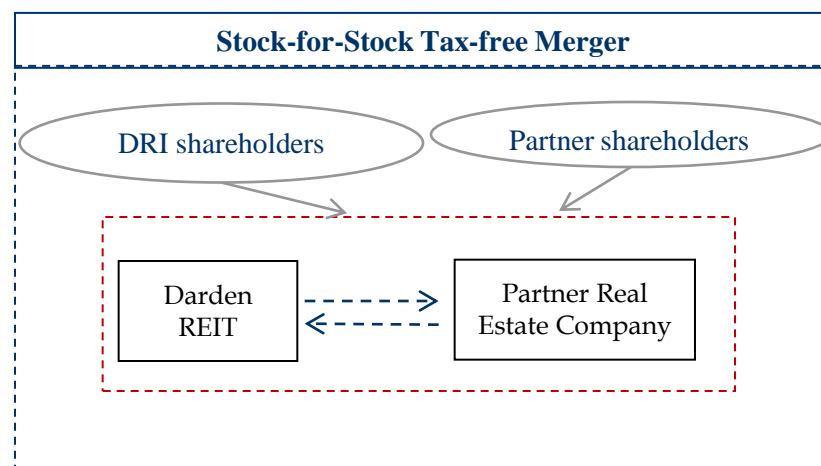 Stock-for-Stock Tax-free Merger
DRI shareholders
Partner shareholders
Darden
REIT
Partner Real
Estate Company